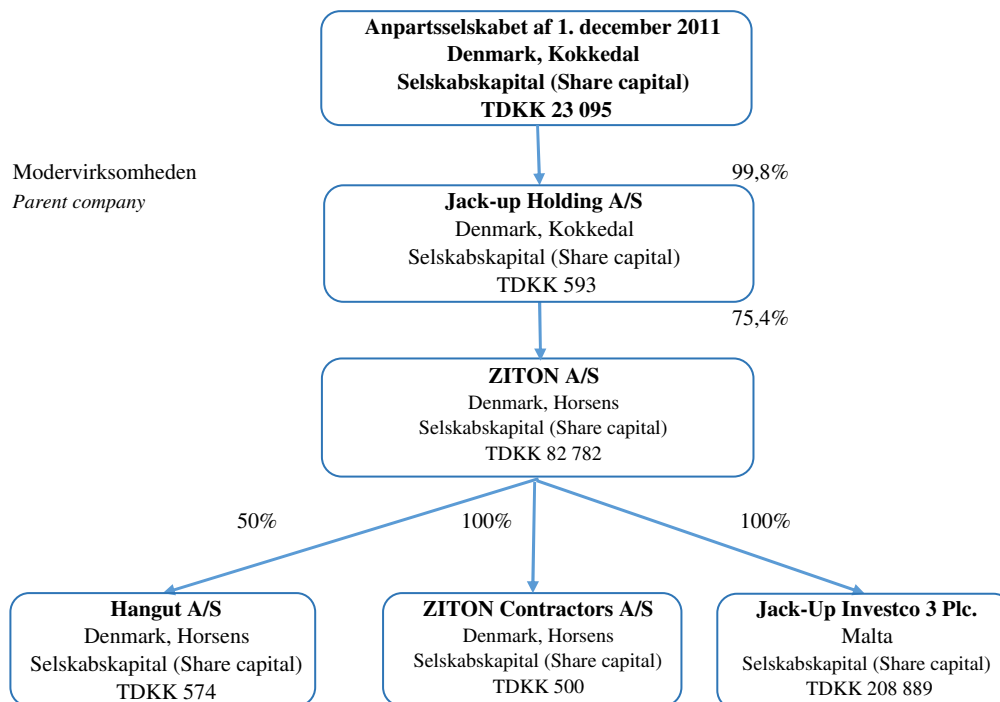 Anpartsselskabet af 1. december 2011
Denmark, Kokkedal
Selskabskapital (Share capital)
TDKK 23 095
Modervirksomheden
Parent company
99,8%
Jack-up Holding A/S
Denmark, Kokkedal
Selskabskapital (Share capital)
TDKK 593
75,4%
ZITON A/S
Denmark, Horsens
Selskabskapital (Share capital)
TDKK 82 782
50%
100%
100%
Hangut A/S
Denmark, Horsens
Selskabskapital (Share capital)
TDKK 574
ZITON Contractors A/S
Denmark, Horsens
Selskabskapital (Share capital)
TDKK 500
Jack-Up Investco 3 Plc.
Malta
Selskabskapital (Share capital)
TDKK 208 889